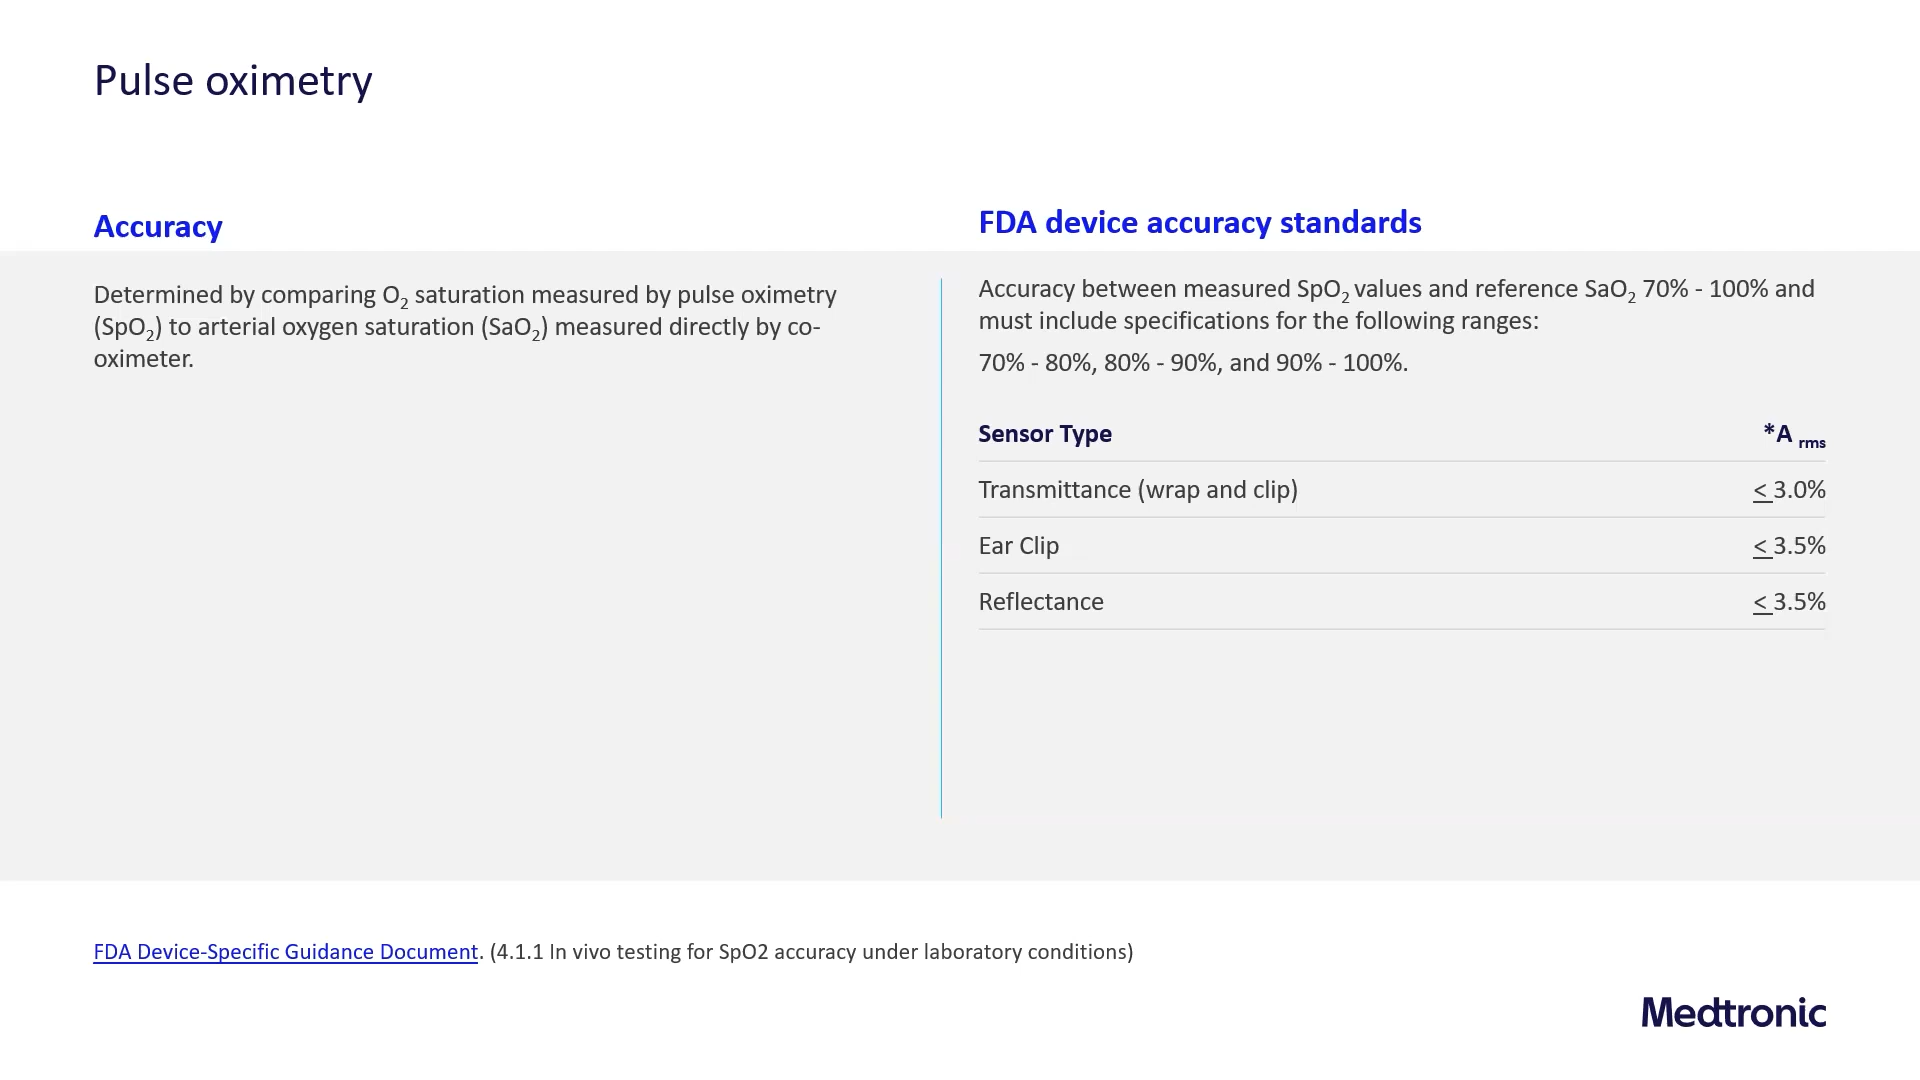 Pulse oximetry
Accuracy
Determined by comparing O₂ saturation measured by pulse oximetry
(SpO₂) to arterial oxygen saturation (SaO₂) measured directly by co-
oximeter.
FDA device accuracy standards
Accuracy between measured SpO₂ values and reference SaO₂ 70% - 100% and
must include specifications for the following ranges:
70% - 80%, 80% - 90%, and 90% - 100%.
Sensor Type *A rms
Transmittance (wrap and clip) ≤ 3.0%
Ear Clip ≤ 3.5%
Reflectance ≤ 3.5%
FDA Device-Specific Guidance Document. (4.1.1 In vivo testing for SpO2 accuracy under laboratory conditions)
Medtronic